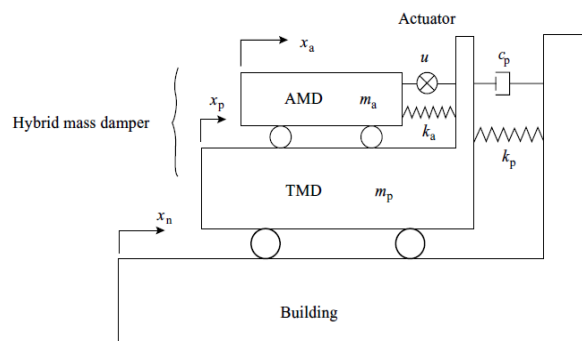 Actuator
x_a
u
c_p
AMD m_a
x_p
Hybrid mass damper
k_a
k_p
TMD m_p
x_n
Building